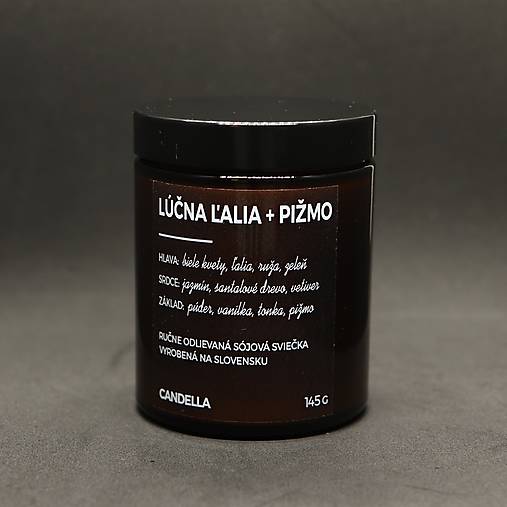 LÚČNA ĽALIA + PIŽMO
HLAVA: biele kvety, ľalia, ruža, zeleň
SRDCE: jazmín, santalové drevo, vetiver
ZÁKLAD: púder, vanilka, tonka, pižmo
RUČNE ODLIEVANÁ SÓJOVÁ SVIEČKA
VYROBENÁ NA SLOVENSKU
CANDELLA 145 G